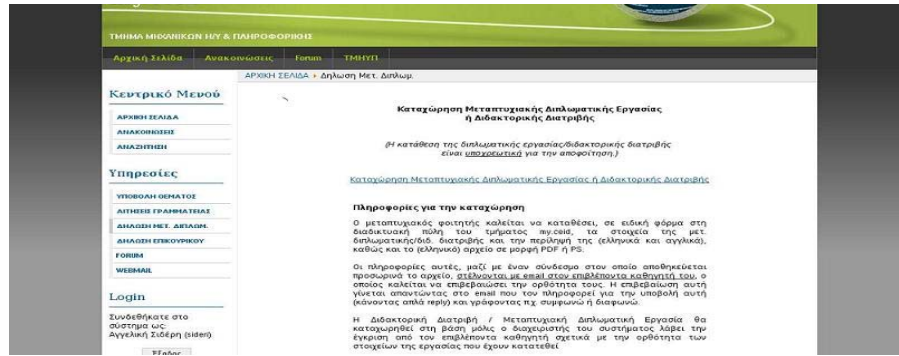 ΤΜΗΜΑ ΜΗΧΑΝΙΚΩΝ Η/Υ & ΠΛΗΡΟΦΟΡΙΚΗΣ
Αρχική Σελίδα Ανακοινώσεις Forum ΤΜΗΥΠ
ΑΡΧΙΚΗ ΣΕΛΙΔΑ Δηλωση Μετ. Διπλωμ.
Κεντρικό Μενού
ΑΡΧΙΚΗ ΣΕΛΙΔΑ
ΑΝΑΚΟΙΝΩΣΕΙΣ
ΑΝΑΖΗΤΗΣΗ
Υπηρεσίες
ΥΠΟΒΟΛΗ ΘΕΜΑΤΟΣ
ΑΙΤΗΣΕΙΣ ΓΡΑΜΜΑΤΕΙΑΣ
ΔΗΛΩΣΗ ΜΕΤ. ΔΙΠΛΩΜ.
ΔΗΛΩΣΗ ΕΠΙΚΟΥΡΙΚΟΥ
FORUM
WEBMAIL
Login
Συνδεθήκατε στο
σύστημα ως:
Αγγελική Σιδέρη (sideri)
Έξοδος
Καταχώρηση Μεταπτυχιακής Διπλωματικής Εργασίας
ή Διδακτορικής Διατριβής
(Η κατάθεση της διπλωματικής εργασίας/διδακτορικής διατριβής
είναι υποχρεωτική για την αποφοίτηση.)
Καταχώρηση Μεταπτυχιακής Διπλωματικής Εργασίας ή Διδακτορικής Διατριβής
Πληροφορίες για την καταχώρηση
Ο μεταπτυχιακός φοιτητής καλείται να καταθέσει, σε ειδική φόρμα στη
διαδικτυακή πύλη του τμήματος my.ceid, τα στοιχεία της μετ.
διπλωματικής/διδ. διατριβής και την περίληψή της (ελληνικά και αγγλικά),
καθώς και το (ελληνικό) αρχείο σε μορφή PDF ή PS.
Οι πληροφορίες αυτές, μαζί με έναν σύνδεσμο στον οποίο αποθηκεύεται
προσωρινά το αρχείο, στέλνονται με email στον επιβλέποντα καθηγητή του, ο
οποίος καλείται να επιβεβαιώσει την ορθότητα τους. Η επιβεβαίωση αυτή
γίνεται απαντώντας στο email που τον πληροφορεί για την υποβολή αυτή
(κάνοντας απλά reply) και γράφοντας π.χ. συμφωνώ ή διαφωνώ.
Η Διδακτορική Διατριβή / Μεταπτυχιακή Διπλωματική Εργασία θα
καταχωρηθεί στη βάση μόλις ο διαχειριστής του συστήματος λάβει την
έγκριση από τον επιβλέποντα καθηγητή σχετικά με την ορθότητα των
στοιχείων της εργασίας που έχουν κατατεθεί